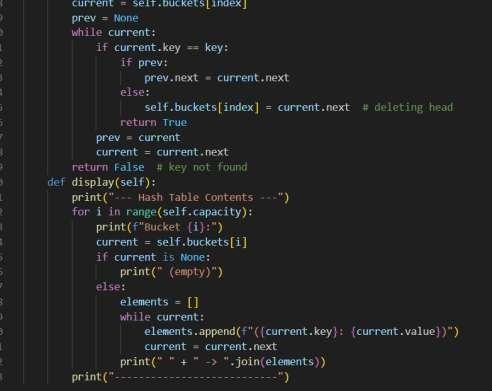 current = self.buckets[index]
prev = None
while current:
if current.key == key:
if prev:
prev.next = current.next
else:
self.buckets[index] = current.next  # deleting head
return True
prev = current
current = current.next
return False  # key not found
def display(self):
print("--- Hash Table Contents ---")
for i in range(self.capacity):
print(f"Bucket {i}:")
current = self.buckets[i]
if current is None:
print(" (empty)")
else:
elements = []
while current:
elements.append(f"({current.key}: {current.value})")
current = current.next
print(" " + " -> ".join(elements))
print("---------------------------")